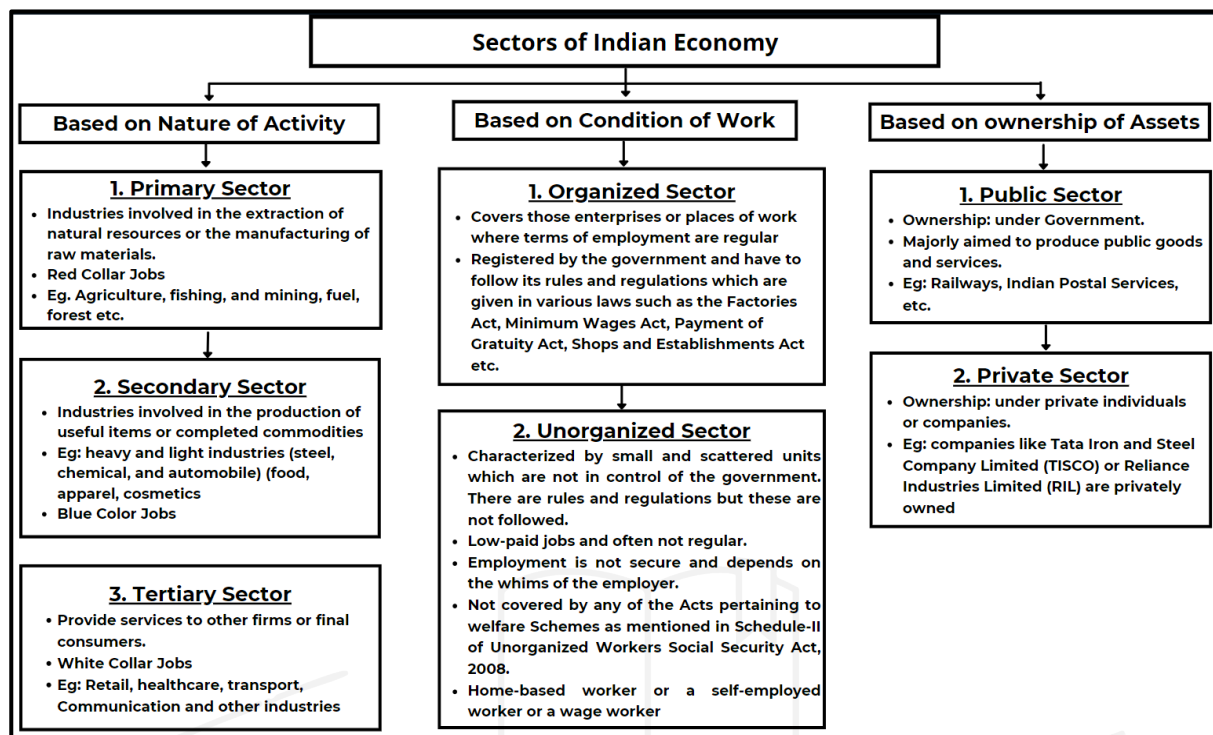 Sectors of Indian Economy
Based on Nature of Activity
1. Primary Sector
• Industries involved in the extraction of
natural resources or the manufacturing of
raw materials.
• Red Collar Jobs
• Eg. Agriculture, fishing, and mining, fuel,
forest etc.
2. Secondary Sector
• Industries involved in the production of
useful items or completed commodities
• Eg: heavy and light industries (steel,
chemical, and automobile) (food,
apparel, cosmetics
• Blue Color Jobs
3. Tertiary Sector
• Provide services to other firms or final
consumers.
• White Collar Jobs
• Eg: Retail, healthcare, transport,
Communication and other industries
Based on Condition of Work
1. Organized Sector
• Covers those enterprises or places of work
where terms of employment are regular
• Registered by the government and have to
follow its rules and regulations which are
given in various laws such as the Factories
Act, Minimum Wages Act, Payment of
Gratuity Act, Shops and Establishments Act
etc.
2. Unorganized Sector
• Characterized by small and scattered units
which are not in control of the government.
There are rules and regulations but these are
not followed.
• Low-paid jobs and often not regular.
• Employment is not secure and depends on
the whims of the employer.
• Not covered by any of the Acts pertaining to
welfare Schemes as mentioned in Schedule-II
of Unorganized Workers Social Security Act,
2008.
• Home-based worker or a self-employed
worker or a wage worker
Based on ownership of Assets
1. Public Sector
• Ownership: under Government.
• Majorly aimed to produce public goods
and services.
• Eg: Railways, Indian Postal Services,
etc.
2. Private Sector
• Ownership: under private individuals
or companies.
• Eg: companies like Tata Iron and Steel
Company Limited (TISCO) or Reliance
Industries Limited (RIL) are privately
owned